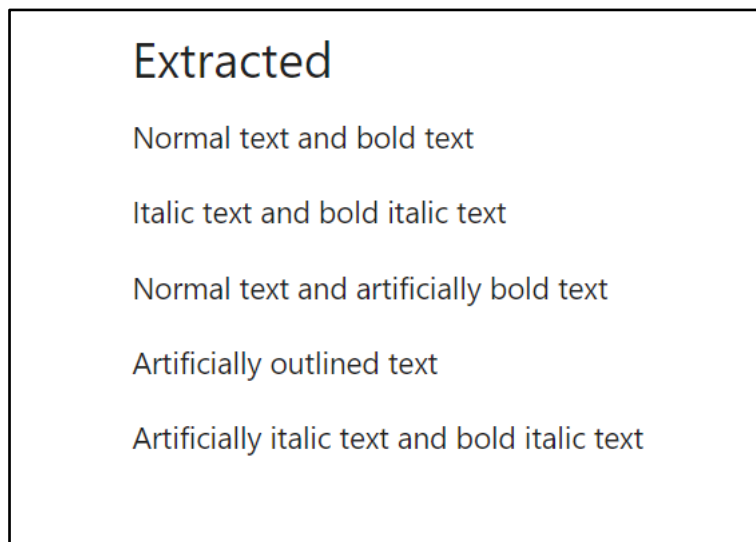 Extracted
Normal text and bold text
Italic text and bold italic text
Normal text and artificially bold text
Artificially outlined text
Artificially italic text and bold italic text